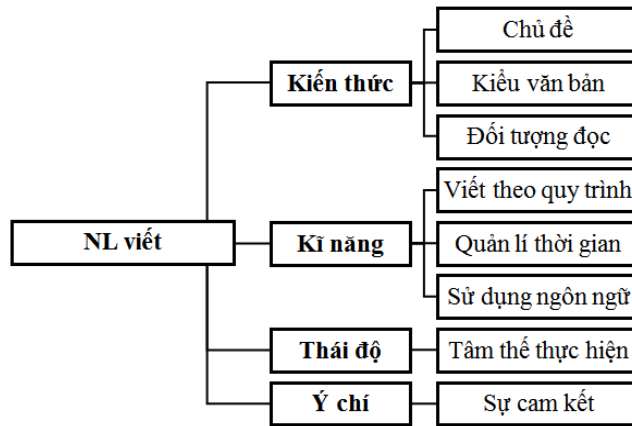 NL viết
Kiến thức
Chủ đề
Kiểu văn bản
Đối tượng đọc
Kĩ năng
Viết theo quy trình
Quản lí thời gian
Sử dụng ngôn ngữ
Thái độ
Tâm thế thực hiện
Ý chí
Sự cam kết